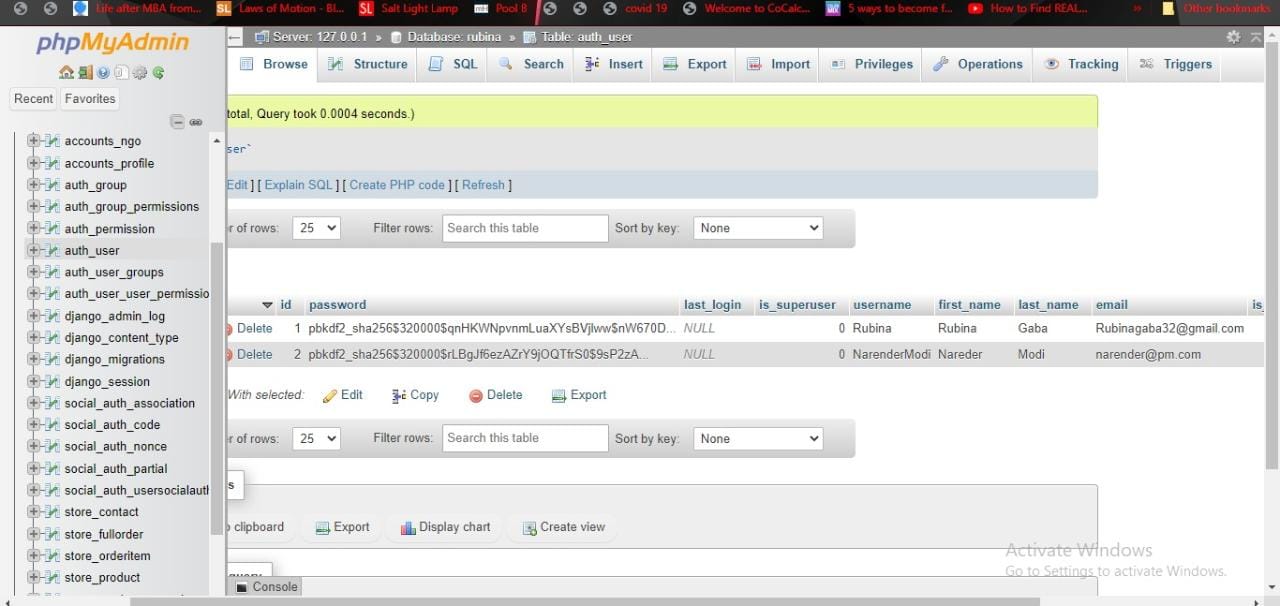 Life after MBA from...
SL Laws of Motion - Bl...
SL Salt Light Lamp
Pool 8
covid 19
Welcome to CoCalc...
5 ways to become f...
How to Find REAL...
»
Other bookmarks
phpMyAdmin
Recent Favorites
accounts_ngo
accounts_profile
auth_group
auth_group_permissions
auth_permission
auth_user
auth_user_groups
auth_user_user_permissio
django_admin_log
django_content_type
django_migrations
django_session
social_auth_association
social_auth_code
social_auth_nonce
social_auth_partial
social_auth_usersocialauth
store_contact
store_fullorder
store_orderitem
store_product
Server: 127.0.0.1 » Database: rubina » Table: auth_user
Browse Structure SQL Search Insert Export Import Privileges Operations Tracking Triggers
total, Query took 0.0004 seconds.)
ser`
Edit ] [ Explain SQL ] [ Create PHP code ] [ Refresh ]
er of rows: 25 Filter rows: Search this table Sort by key: None
id password last_login is_superuser username first_name last_name email is_
Delete 1 pbkdf2_sha256$320000$qnHKWNpvnmLuaXYsBVjlww$nW670D... NULL 0 Rubina Rubina Gaba Rubinagaba32@gmail.com
Delete 2 pbkdf2_sha256$320000$rLBgJf6ezAZrY9jOQTfrS0$9sP2zA... NULL 0 NarenderModi Nareder Modi narender@pm.com
With selected: Edit Copy Delete Export
er of rows: 25 Filter rows: Search this table Sort by key: None
s
o clipboard Export Display chart Create view
Console
Activate Windows
Go to Settings to activate Windows.